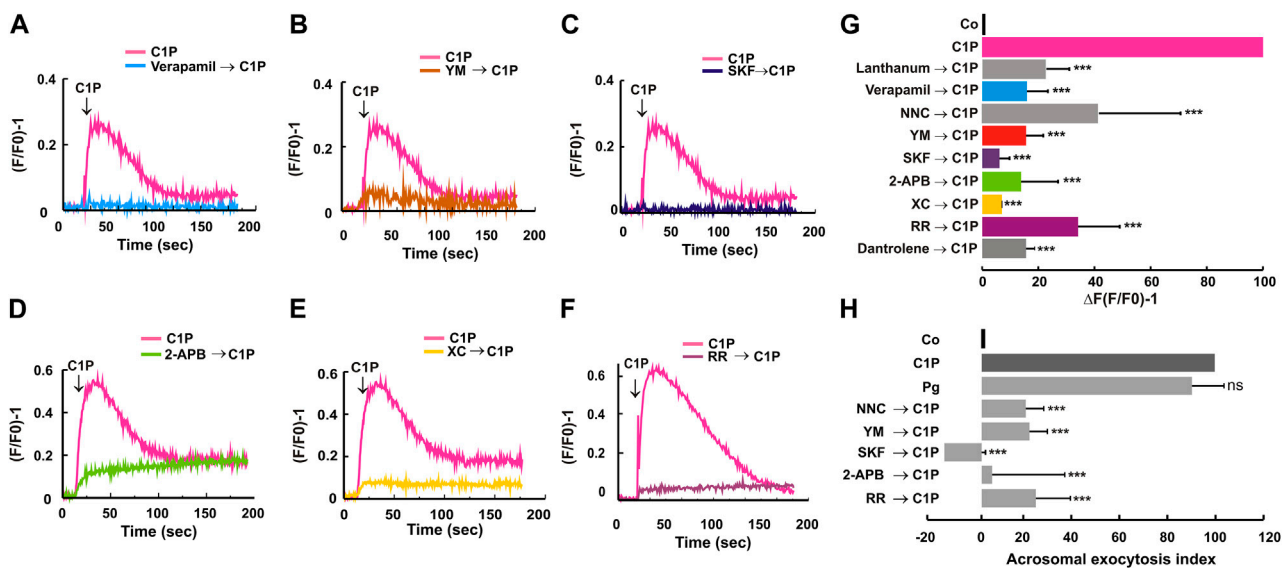 A
C1P
Verapamil → C1P
C1P
(F/F0)-1
0.4
0.2
0
0 50 100 150 200
Time (sec)
B
C1P
YM → C1P
C1P
(F/F0)-1
0.4
0.2
0
0 50 100 150 200
Time (sec)
C
C1P
SKF→C1P
C1P
(F/F0)-1
0.4
0.2
0
0 50 100 150 200
Time (sec)
D
C1P
2-APB → C1P
C1P
(F/F0)-1
0.6
0.4
0.2
0
0 50 100 150 200
Time (sec)
E
C1P
XC → C1P
C1P
(F/F0)-1
0.6
0.4
0.2
0
0 50 100 150 200
Time (sec)
F
C1P
RR → C1P
C1P
(F/F0)-1
0.6
0.4
0.2
0
0 50 100 150 200
Time (sec)
G
Co
C1P
Lanthanum → C1P ***
Verapamil → C1P ***
NNC → C1P ***
YM → C1P ***
SKF → C1P ***
2-APB → C1P ***
XC → C1P ***
RR → C1P ***
Dantrolene → C1P ***
0 20 40 60 80 100
ΔF(F/F0)-1
H
Co
C1P
Pg ns
NNC → C1P ***
YM → C1P ***
SKF → C1P ***
2-APB → C1P ***
RR → C1P ***
-20 0 20 40 60 80 100 120
Acrosomal exocytosis index